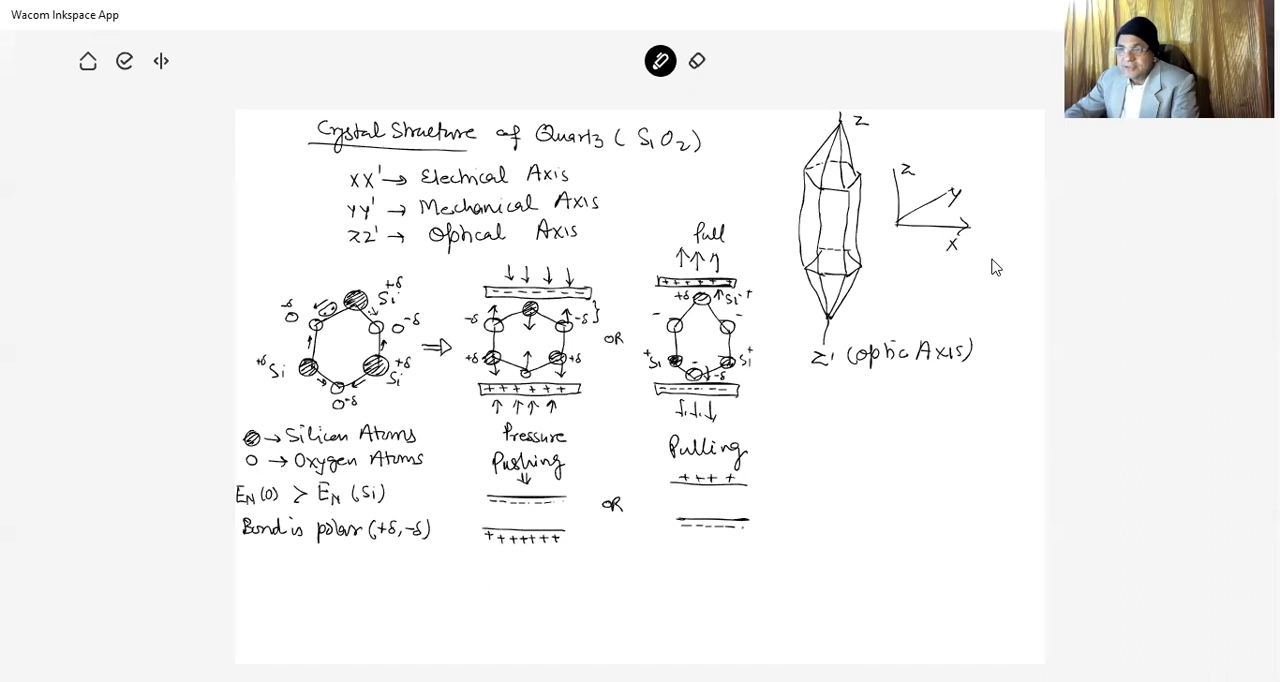 Wacom Inkspace App
Crystal Structure of Quartz (SiO2)
XX' → Electrical Axis
YY' → Mechanical Axis
ZZ' → Optical Axis
Z
Z
Y
X
Z' (Optic Axis)
Pull
↑↑↑
+ + + + + +
+δ Si+
- -
+Si Si+
- -δ
- - - - - -
↓↓↓
Pulling
+ + + +
- - - - - -
+δ
Si
-δ
O O-δ
+δ Si +δ
Si
O-δ
⇒
↓ ↓ ↓ ↓
- - - - - - -
-δ -δ }
+δ +δ
+ + + + + + +
↑ ↑↑ ↑
Pressure
Pushing
⇓
- - - - - - -
+++++++
OR
OR
→ Silicon Atoms
O → Oxygen Atoms
EN(O) > EN(Si)
Bond is polar (+δ, -δ)